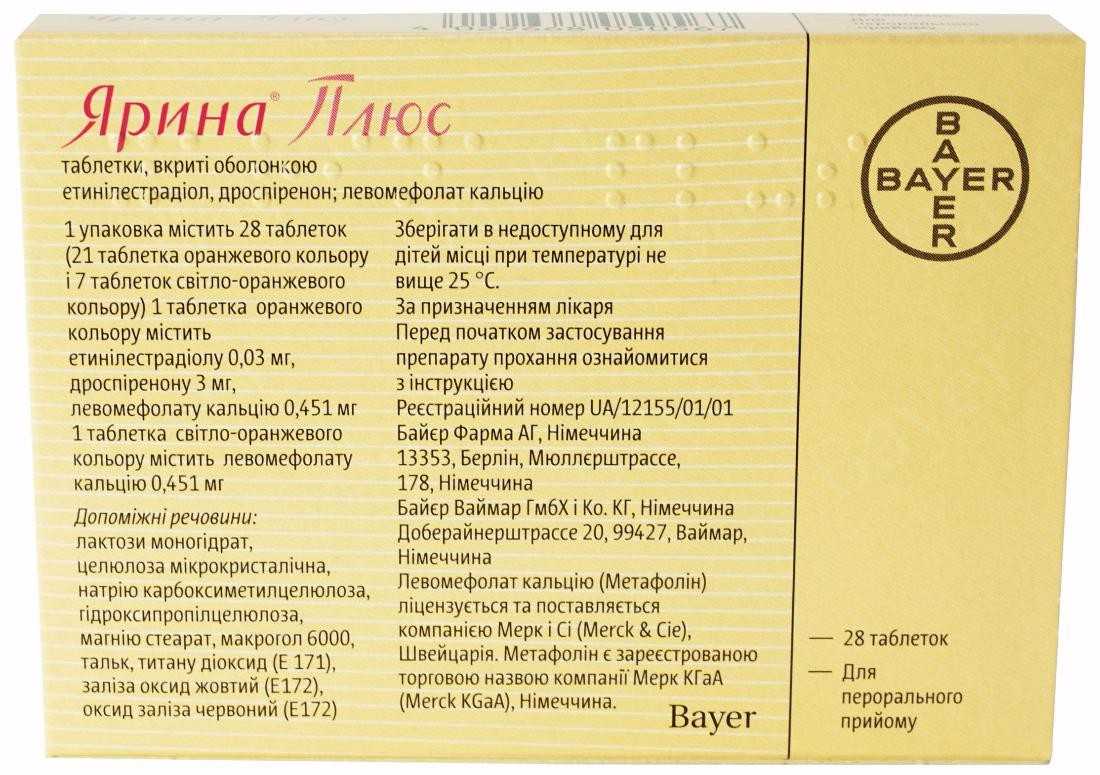 Ярина® Плюс
таблетки, вкриті оболонкою
етинілестрадіол, дроспіренон; левомефолат кальцію
1 упаковка містить 28 таблеток
(21 таблетка оранжевого кольору
і 7 таблеток світло-оранжевого
кольору) 1 таблетка оранжевого
кольору містить
етинілестрадіолу 0,03 мг,
дроспіренону 3 мг,
левомефолату кальцію 0,451 мг
1 таблетка світло-оранжевого
кольору містить левомефолату
кальцію 0,451 мг
Допоміжні речовини:
лактози моногідрат,
целюлоза мікрокристалічна,
натрію карбоксиметилцелюлоза,
гідроксипропілцелюлоза,
магнію стеарат, макрогол 6000,
тальк, титану діоксид (Е 171),
заліза оксид жовтий (Е172),
оксид заліза червоний (Е172)
Зберігати в недоступному для
дітей місці при температурі не
вище 25 °С.
За призначенням лікаря
Перед початком застосування
препарату прохання ознайомитися
з інструкцією
Реєстраційний номер UA/12155/01/01
Байєр Фарма АГ, Німеччина
13353, Берлін, Мюллєрштрассе,
178, Німеччина
Байєр Ваймар ГмбХ і Ко. КГ, Німеччина
Доберайнерштрассе 20, 99427, Ваймар,
Німеччина
Левомефолат кальцію (Метафолін)
ліцензується та поставляється
компанією Мерк і Сі (Merck & Cie),
Швейцарія. Метафолін є зареєстрованою
торговою назвою компанії Мерк КГаА
(Merck KGaA), Німеччина.
Bayer
BAYER
BAYER
— 28 таблеток
— Для
перорального
прийому